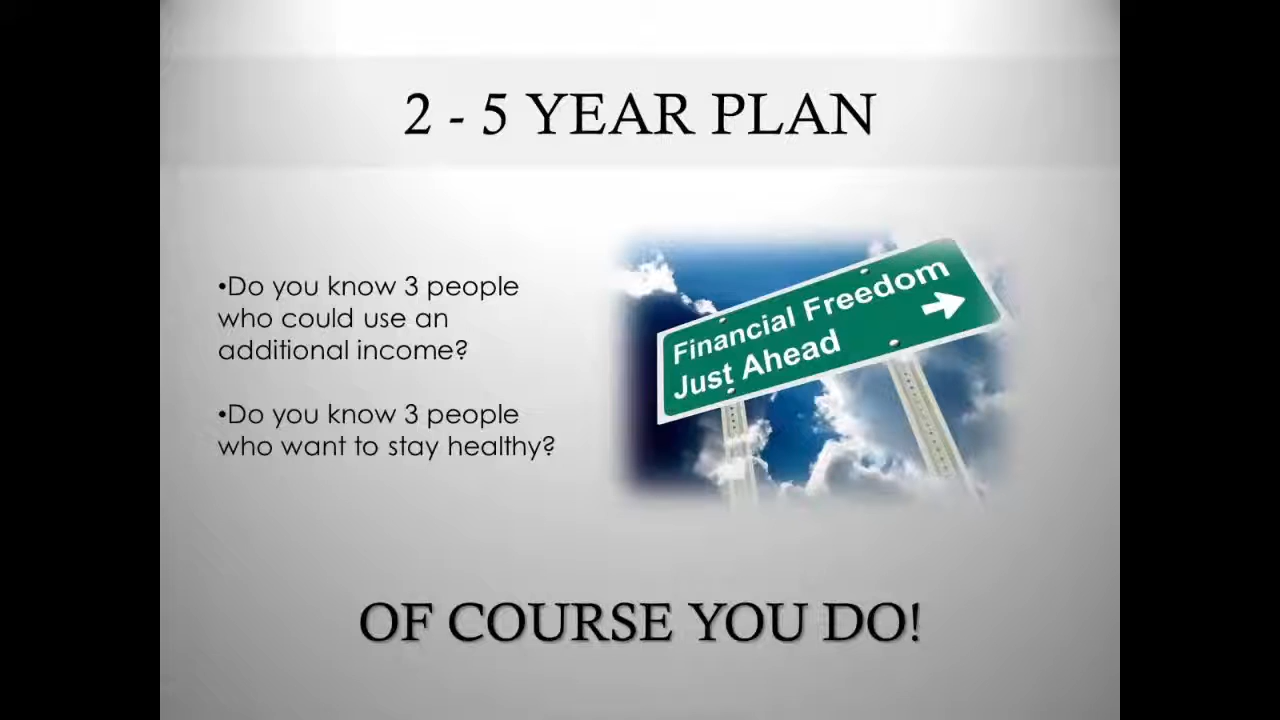 2 - 5 YEAR PLAN
•Do you know 3 people
who could use an
additional income?
•Do you know 3 people
who want to stay healthy?
Financial Freedom
Just Ahead
OF COURSE YOU DO!